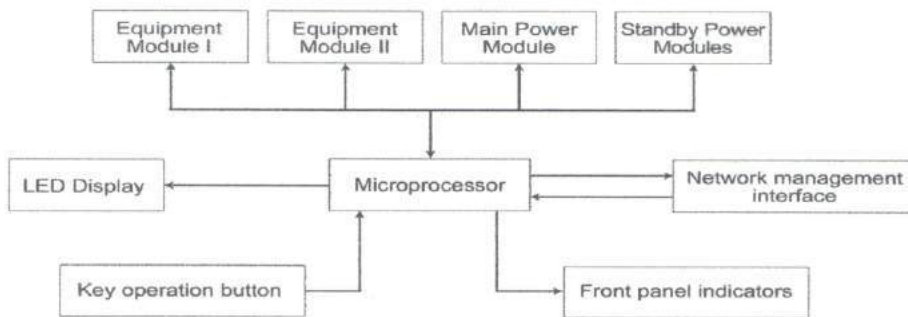 Equipment
Module I
Equipment
Module II
Main Power
Module
Standby Power
Modules
LED Display
Microprocessor
Network management
interface
Key operation button
Front panel indicators